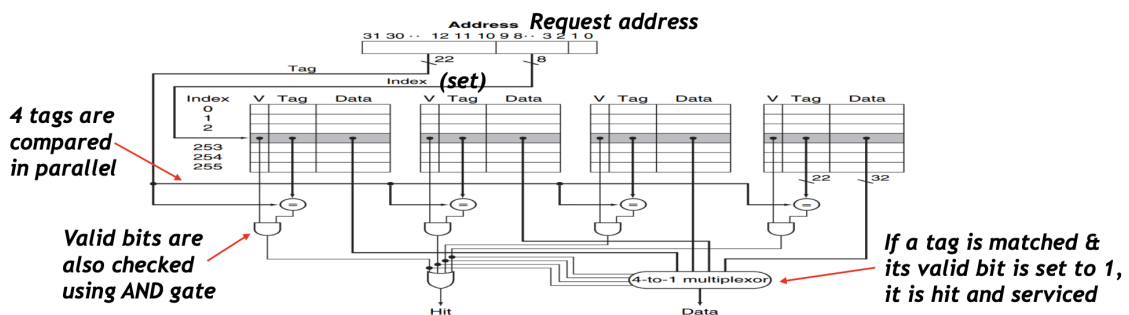 Address Request address
31 30 ·· 12 11 10 9 8 ·· 3 2 1 0
22 8
Tag
Index (set)
Index V Tag Data V Tag Data V Tag Data V Tag Data
0
1
2
253
254
255
22 32
4 tags are
compared
in parallel
= = = =
Valid bits are
also checked
using AND gate
4-to-1 multiplexor
If a tag is matched &
its valid bit is set to 1,
it is hit and serviced
Hit Data